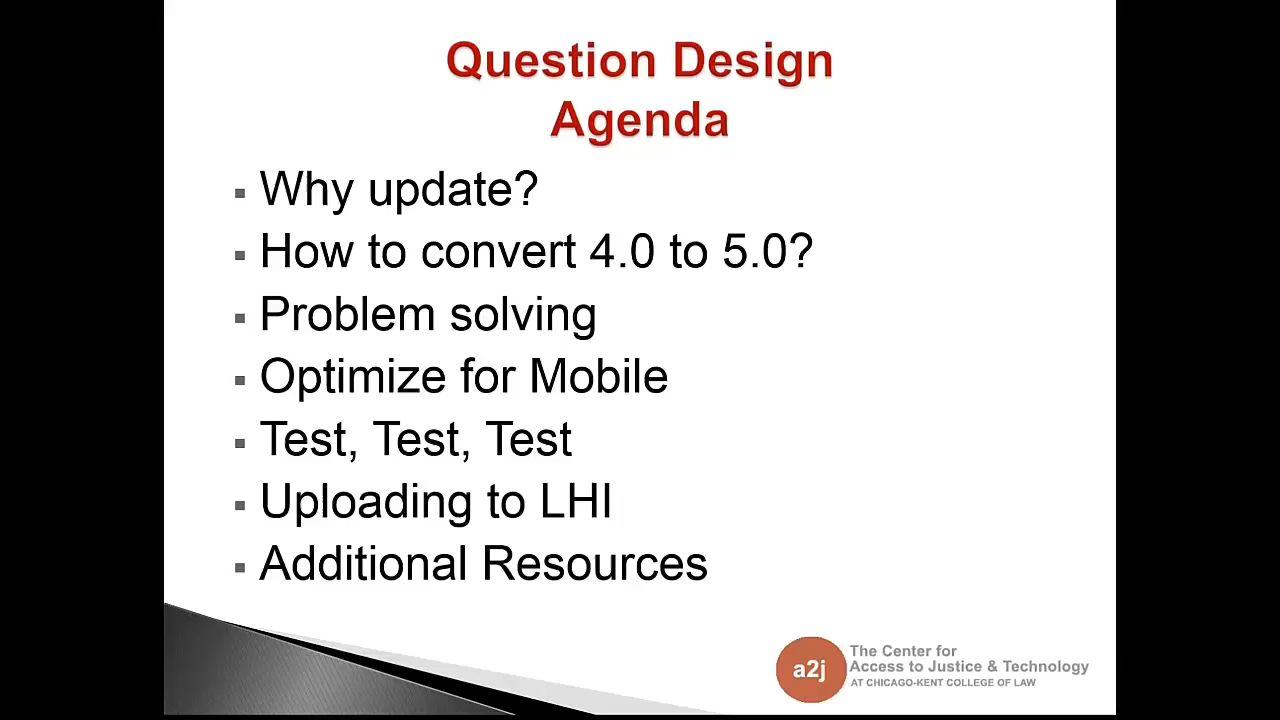 Question Design
Agenda
Why update?
How to convert 4.0 to 5.0?
Problem solving
Optimize for Mobile
Test, Test, Test
Uploading to LHI
Additional Resources
a2j
The Center for
Access to Justice & Technology
AT CHICAGO-KENT COLLEGE OF LAW